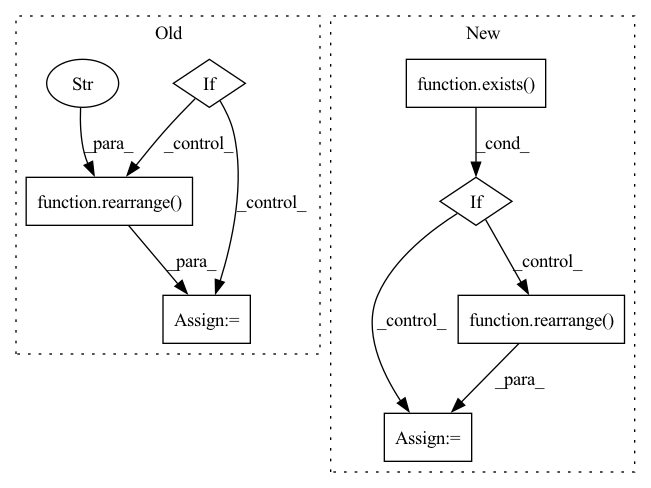 Old
Str
If
_para_
_control_
function.rearrange()
_control_
_para_
Assign:=
New
function.exists()
_cond_
If
_control_
_control_
function.rearrange()
_para_
Assign:=